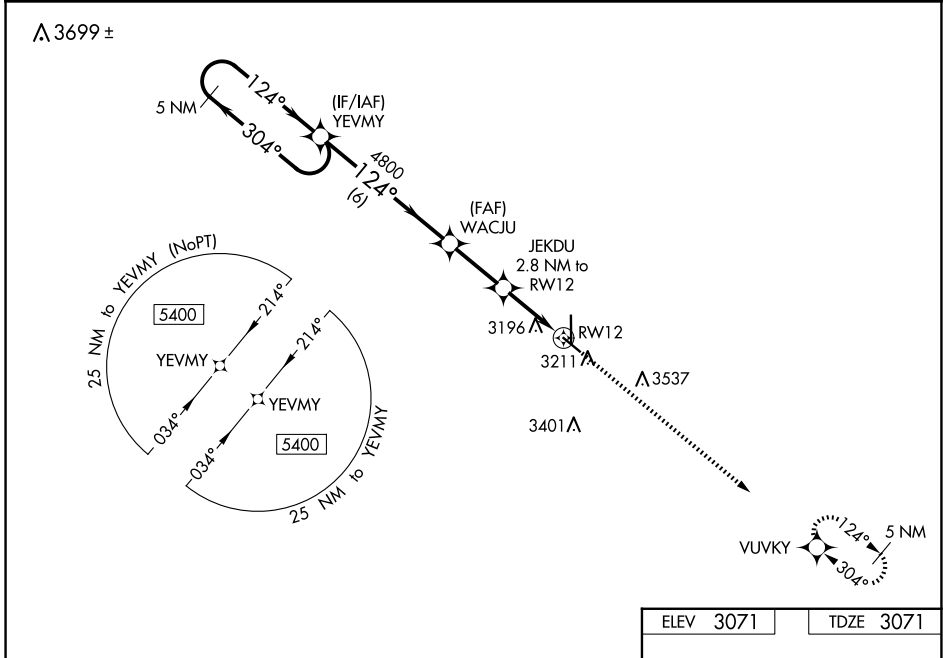 3699 ±
5 NM
124°
304°
(IF/IAF)
YEVMY
4800
124°
(6)
(FAF)
WACJU
JEKDU
2.8 NM to
RW12
3196
RW12
3211
3537
3401
25 NM to YEVMY (NoPT)
5400
214°
YEVMY
034°
214°
YEVMY
5400
034°
25 NM to YEVMY
VUVKY
124°
5 NM
304°
ELEV 3071
TDZE 3071